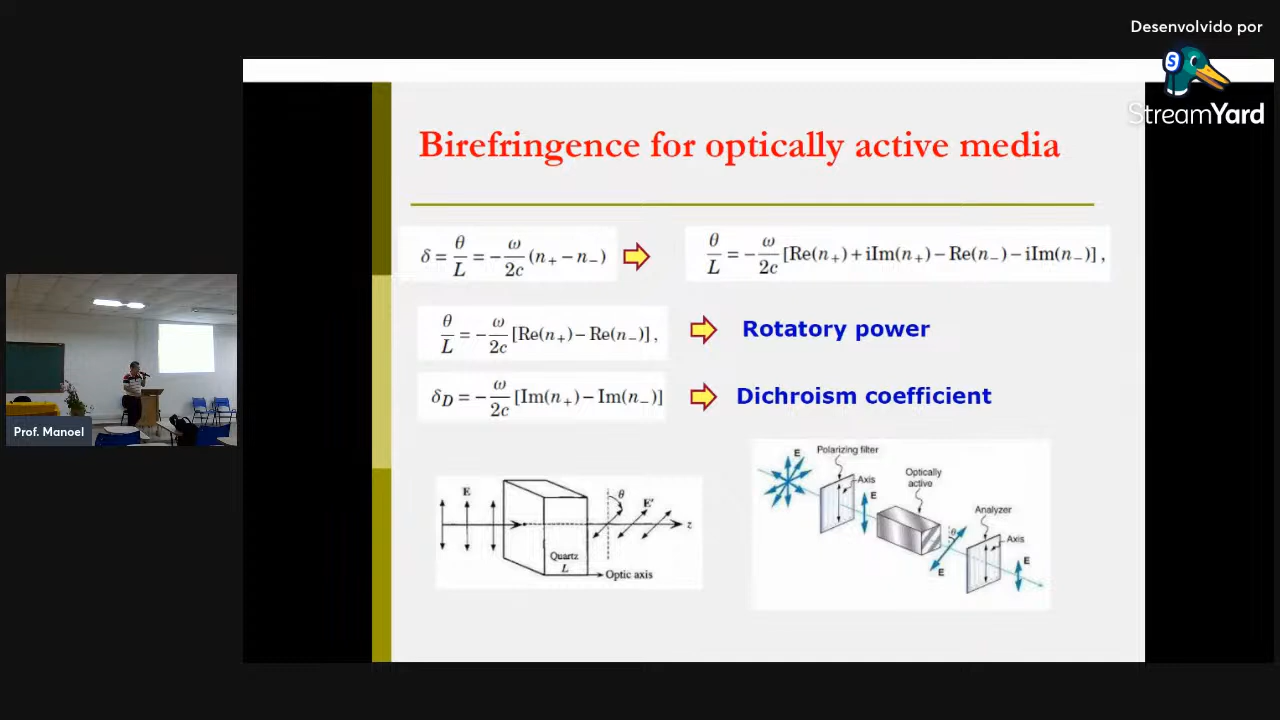 Desenvolvido por
StreamYard
Birefringence for optically active media
δ = θ/L = −ω/2c (n₊ − n₋)
θ/L = −ω/2c [Re(n₊) + iIm(n₊) − Re(n₋) − iIm(n₋)] ,
θ/L = −ω/2c [Re(n₊) − Re(n₋)] ,
Rotatory power
δD = −ω/2c [Im(n₊) − Im(n₋)]
Dichroism coefficient
Prof. Manoel
E
θ
E'
z
Quartz
L
Optic axis
E
Polarizing filter
Axis
E
Optically
active
θ
E
Analyzer
Axis
E
S